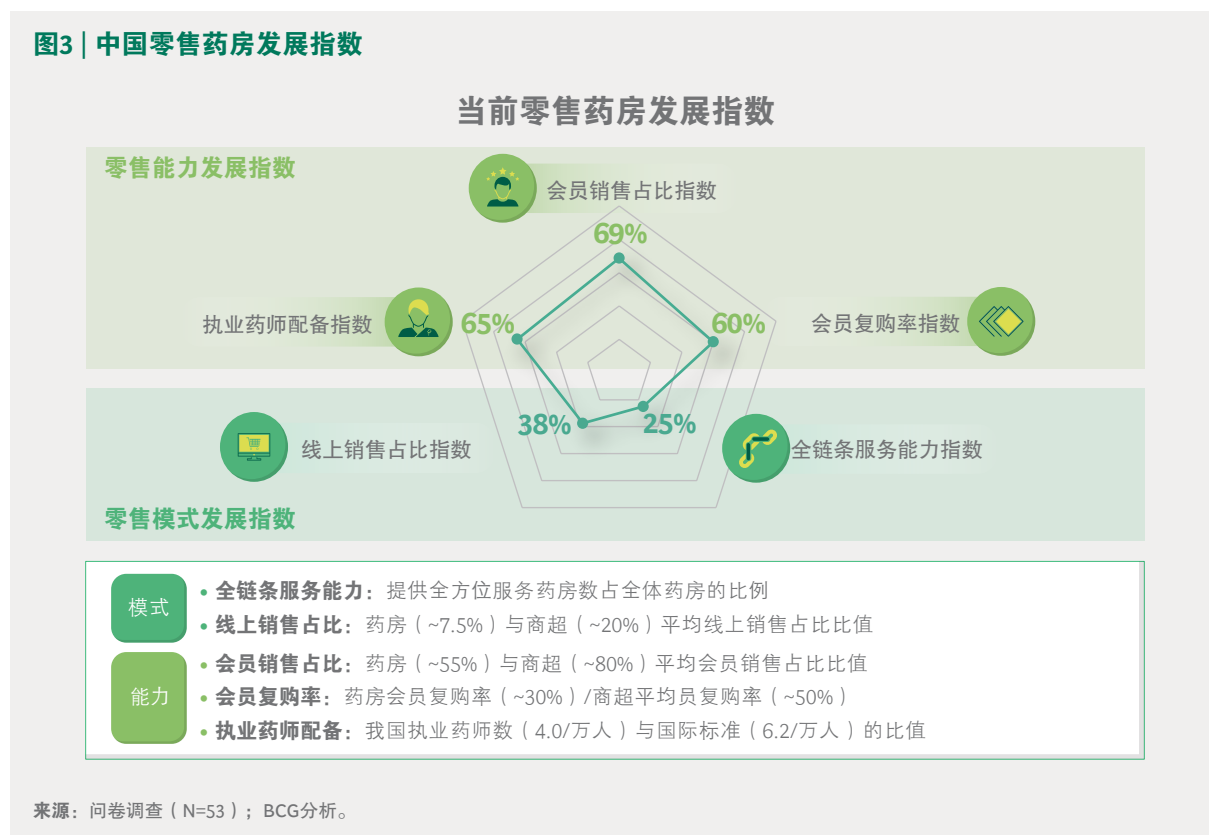 图3 | 中国零售药房发展指数
当前零售药房发展指数
零售能力发展指数
会员销售占比指数
69%
执业药师配备指数
65%
60%
会员复购率指数
线上销售占比指数
38%
25%
全链条服务能力指数
零售模式发展指数
模式
• 全链条服务能力：提供全方位服务药房数占全体药房的比例
• 线上销售占比：药房（~7.5%）与商超（~20%）平均线上销售占比比值
能力
• 会员销售占比：药房（~55%）与商超（~80%）平均会员销售占比比值
• 会员复购率：药房会员复购率（~30%）/商超平均员复购率（~50%）
• 执业药师配备：我国执业药师数（4.0/万人）与国际标准（6.2/万人）的比值
来源：问卷调查（N=53）；BCG分析。